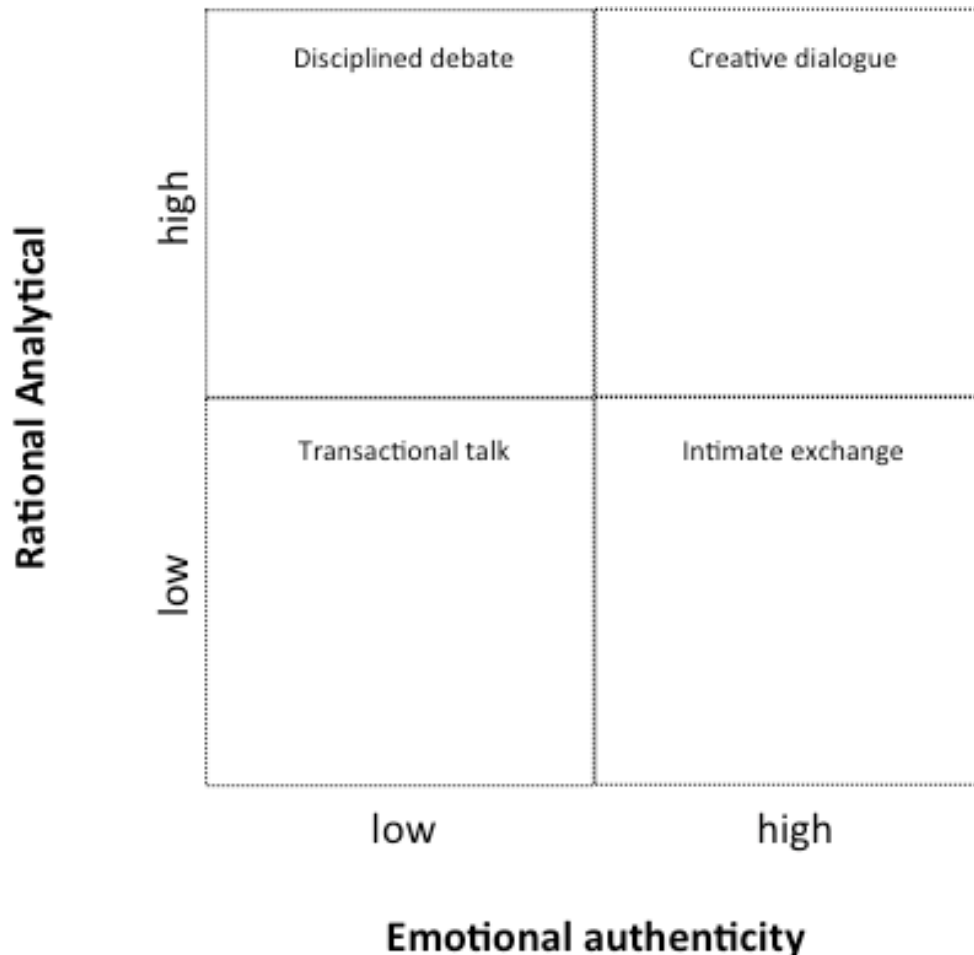 Disciplined debate
Creative dialogue
high
Rational Analytical
Transactional talk
Intimate exchange
low
low
high
Emotional authenticity